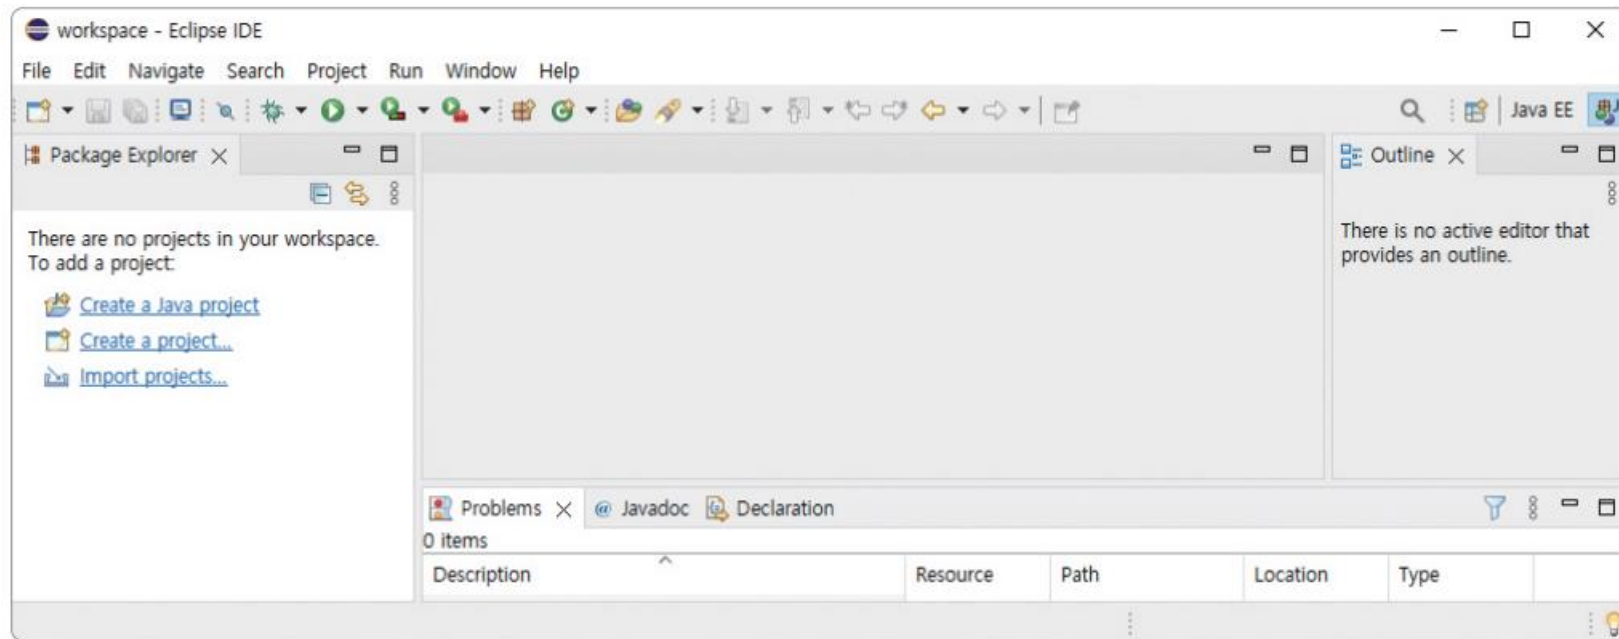 workspace - Eclipse IDE
File Edit Navigate Search Project Run Window Help
Java EE
Package Explorer
Outline
There are no projects in your workspace.
To add a project:
Create a Java project
Create a project...
Import projects...
There is no active editor that
provides an outline.
Problems @ Javadoc Declaration
0 items
Description Resource Path Location Type